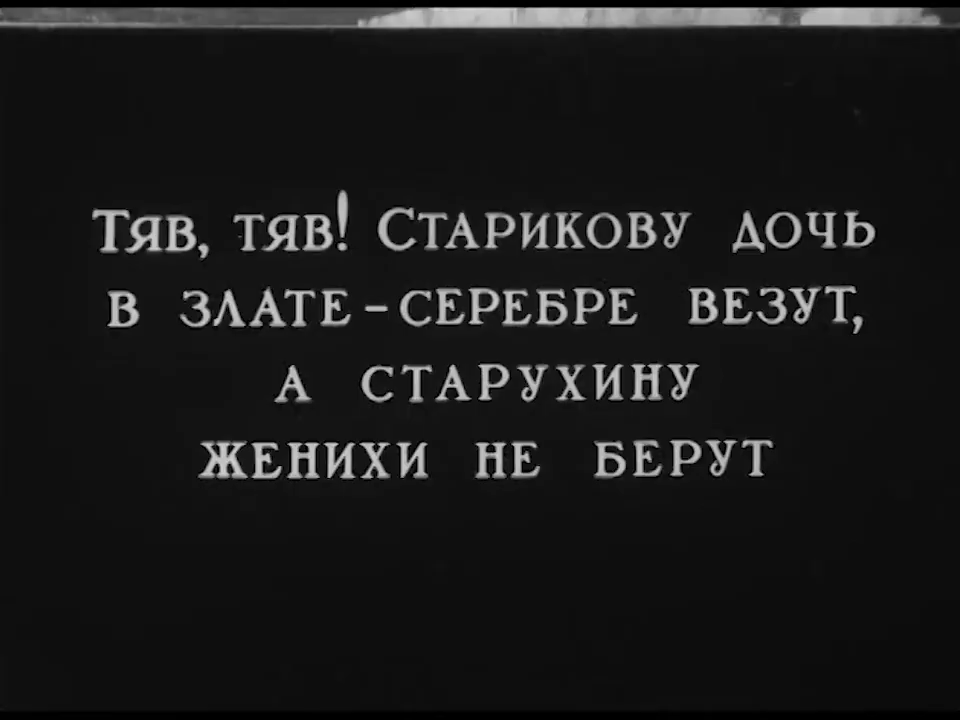 Тяв, тяв! Старикову дочь
в злате-серебре везут,
а старухину
женихи не берут